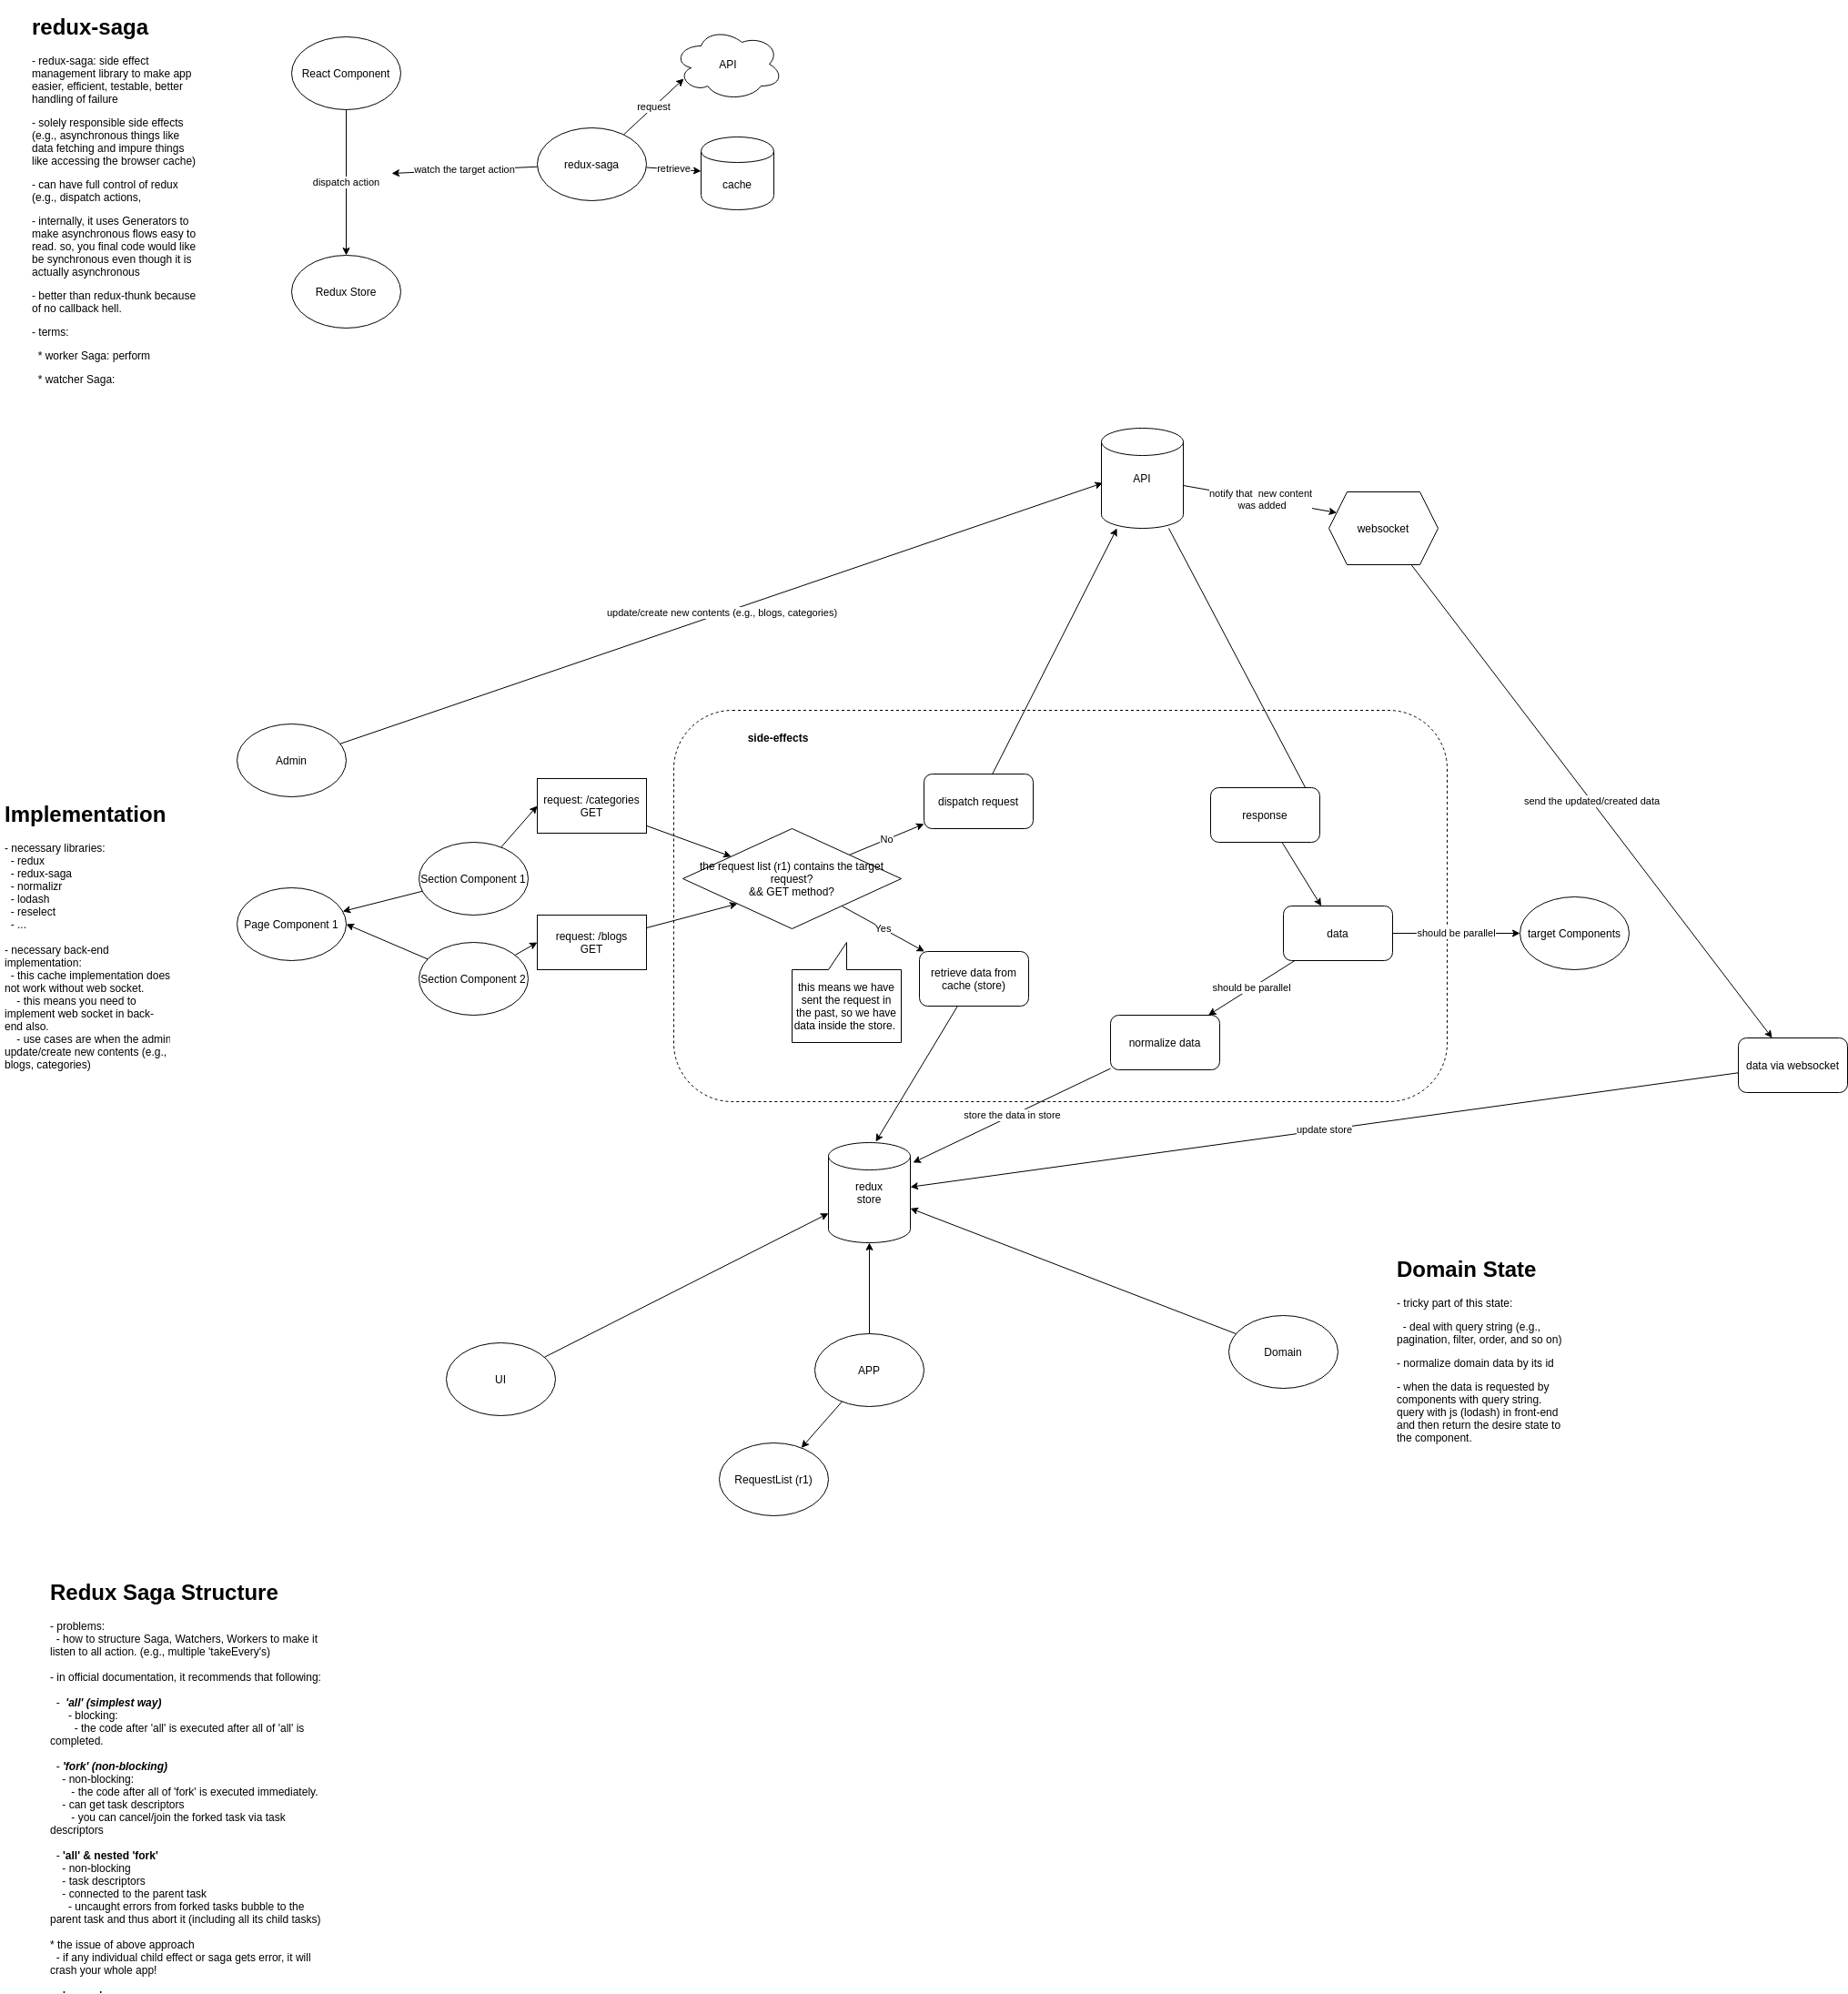 redux-saga
- redux-saga: side effect
management library to make app
easier, efficient, testable, better
handling of failure
- solely responsible side effects
(e.g., asynchronous things like
data fetching and impure things
like accessing the browser cache)
- can have full control of redux
(e.g., dispatch actions,
- internally, it uses Generators to
make asynchronous flows easy to
read. so, you final code would like
be synchronous even though it is
actually asynchronous
- better than redux-thunk because
of no callback hell.
- terms:
* worker Saga: perform
* watcher Saga:
React Component
dispatch action
Redux Store
watch the target action
redux-saga
request
API
retrieve
cache
API
notify that  new content
was added
websocket
update/create new contents (e.g., blogs, categories)
Admin
side-effects
send the updated/created data
Implementation
- necessary libraries:
- redux
- redux-saga
- normalizr
- lodash
- reselect
- ...
- necessary back-end
implementation:
- this cache implementation does
not work without web socket.
- this means you need to
implement web socket in back-
end also.
- use cases are when the admin
update/create new contents (e.g.,
blogs, categories)
Page Component 1
Section Component 1
Section Component 2
request: /categories
GET
request: /blogs
GET
the request list (r1) contains the target
request?
&& GET method?
No
dispatch request
Yes
retrieve data from
cache (store)
this means we have
sent the request in
the past, so we have
data inside the store.
response
data
should be parallel
target Components
should be parallel
normalize data
data via websocket
store the data in store
update store
redux
store
UI
APP
RequestList (r1)
Domain
Domain State
- tricky part of this state:
- deal with query string (e.g.,
pagination, filter, order, and so on)
- normalize domain data by its id
- when the data is requested by
components with query string.
query with js (lodash) in front-end
and then return the desire state to
the component.
Redux Saga Structure
- problems:
- how to structure Saga, Watchers, Workers to make it
listen to all action. (e.g., multiple 'takeEvery's)
- in official documentation, it recommends that following:
- 'all' (simplest way)
- blocking:
- the code after 'all' is executed after all of 'all' is
completed.
- 'fork' (non-blocking)
- non-blocking:
- the code after all of 'fork' is executed immediately.
- can get task descriptors
- you can cancel/join the forked task via task
descriptors
- 'all' & nested 'fork'
- non-blocking
- task descriptors
- connected to the parent task
- uncaught errors from forked tasks bubble to the
parent task and thus abort it (including all its child tasks)
* the issue of above approach
- if any individual child effect or saga gets error, it will
crash your whole app!